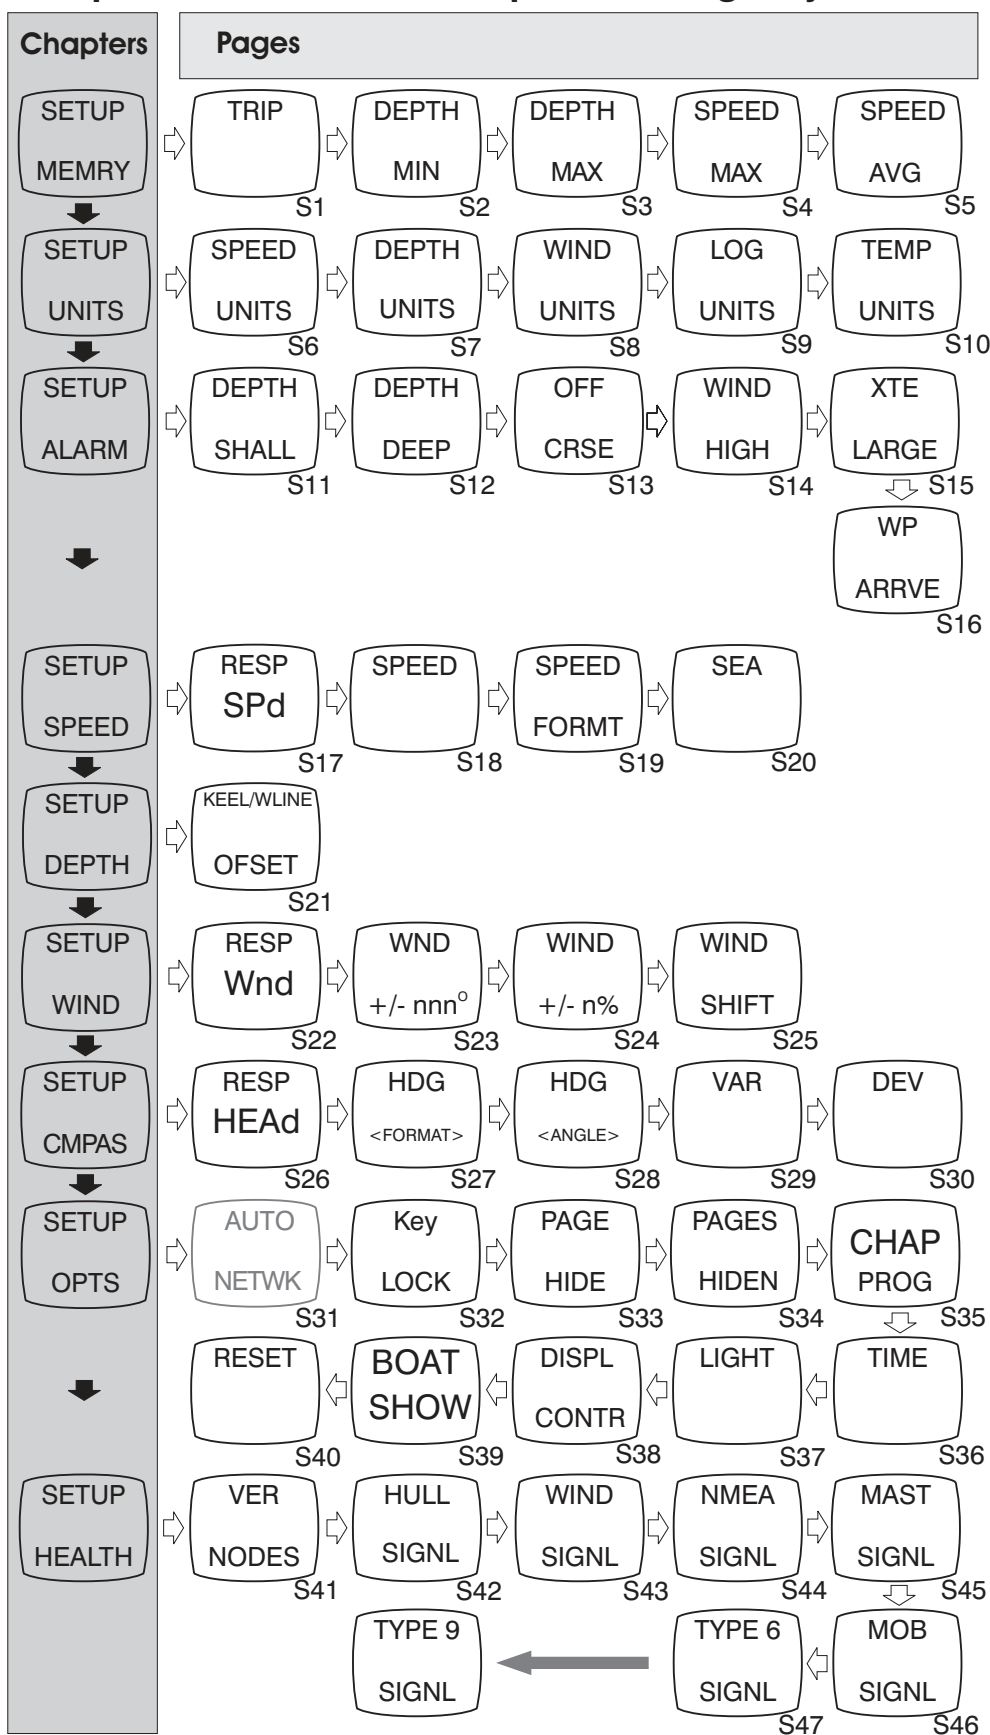 Chapters
Pages
SETUP MEMRY
TRIP
S1
DEPTH MIN
S2
DEPTH MAX
S3
SPEED MAX
S4
SPEED AVG
S5
SETUP UNITS
SPEED UNITS
S6
DEPTH UNITS
S7
WIND UNITS
S8
LOG UNITS
S9
TEMP UNITS
S10
SETUP ALARM
DEPTH SHALL
S11
DEPTH DEEP
S12
OFF CRSE
S13
WIND HIGH
S14
XTE LARGE
S15
WP ARRVE
S16
SETUP SPEED
RESP SPd
S17
SPEED
S18
SPEED FORMT
S19
SEA
S20
SETUP DEPTH
KEEL/WLINE OFSET
S21
SETUP WIND
RESP Wnd
S22
WND +/- nnn°
S23
WIND +/- n%
S24
WIND SHIFT
S25
SETUP CMPAS
RESP HEAd
S26
HDG <FORMAT>
S27
HDG <ANGLE>
S28
VAR
S29
DEV
S30
SETUP OPTS
AUTO NETWK
S31
Key LOCK
S32
PAGE HIDE
S33
PAGES HIDEN
S34
CHAP PROG
S35
TIME
S36
LIGHT
S37
DISPL CONTR
S38
BOAT SHOW
S39
RESET
S40
SETUP HEALTH
VER NODES
S41
HULL SIGNL
S42
WIND SIGNL
S43
NMEA SIGNL
S44
MAST SIGNL
S45
MOB SIGNL
S46
TYPE 6 SIGNL
S47
TYPE 9 SIGNL